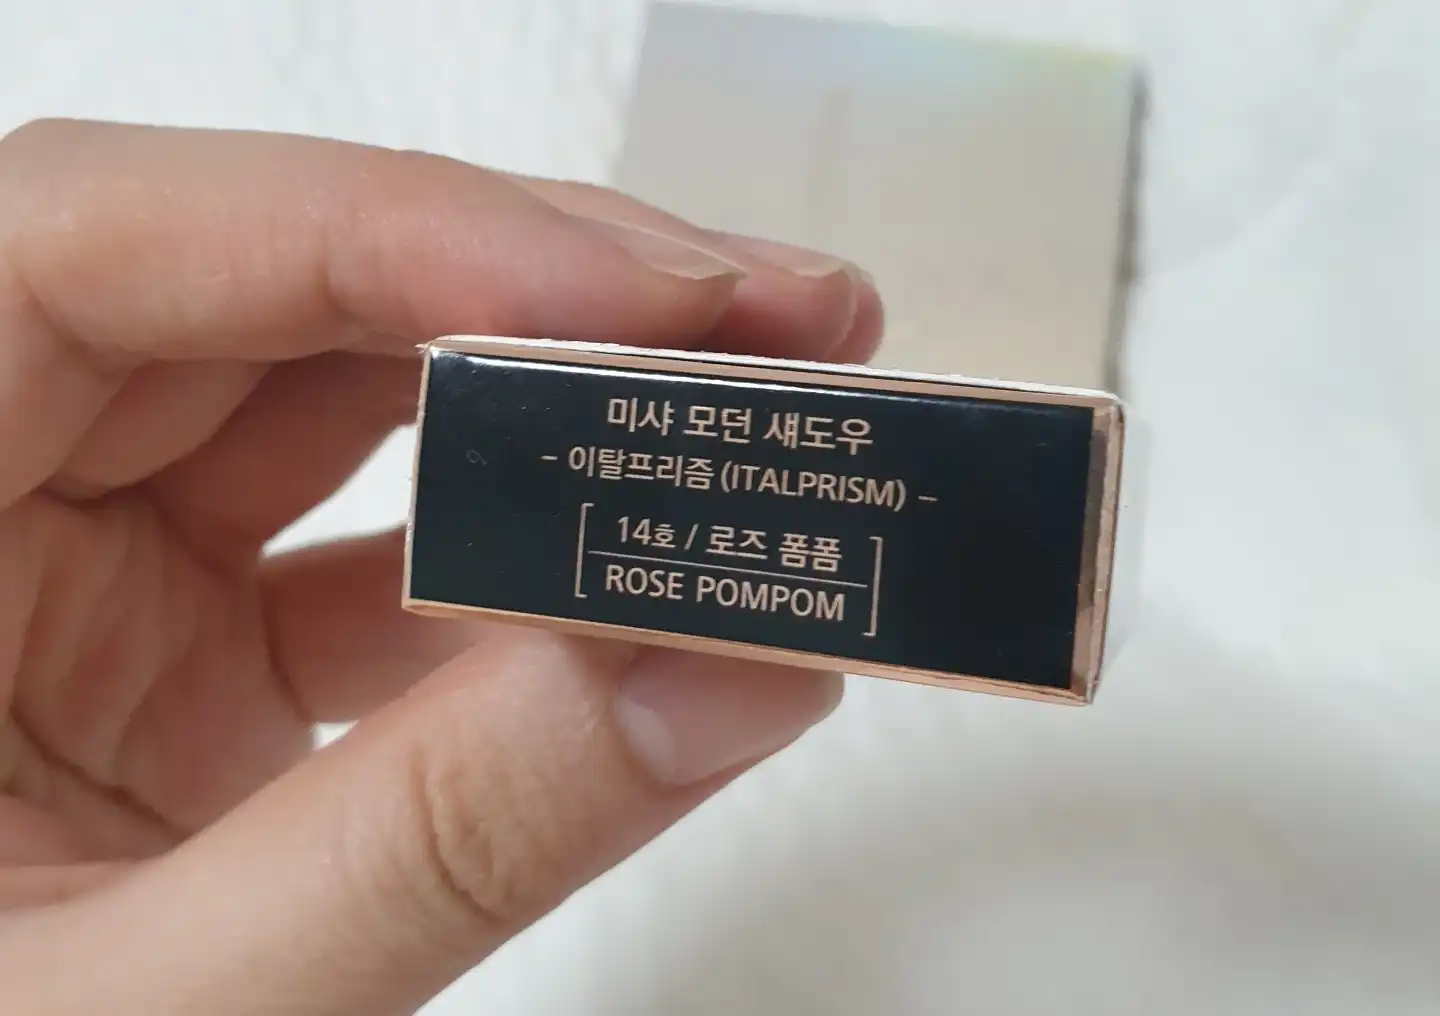 미샤 모던 섀도우
– 이탈프리즘 (ITALPRISM) –
14호 / 로즈 폼폼
ROSE POMPOM